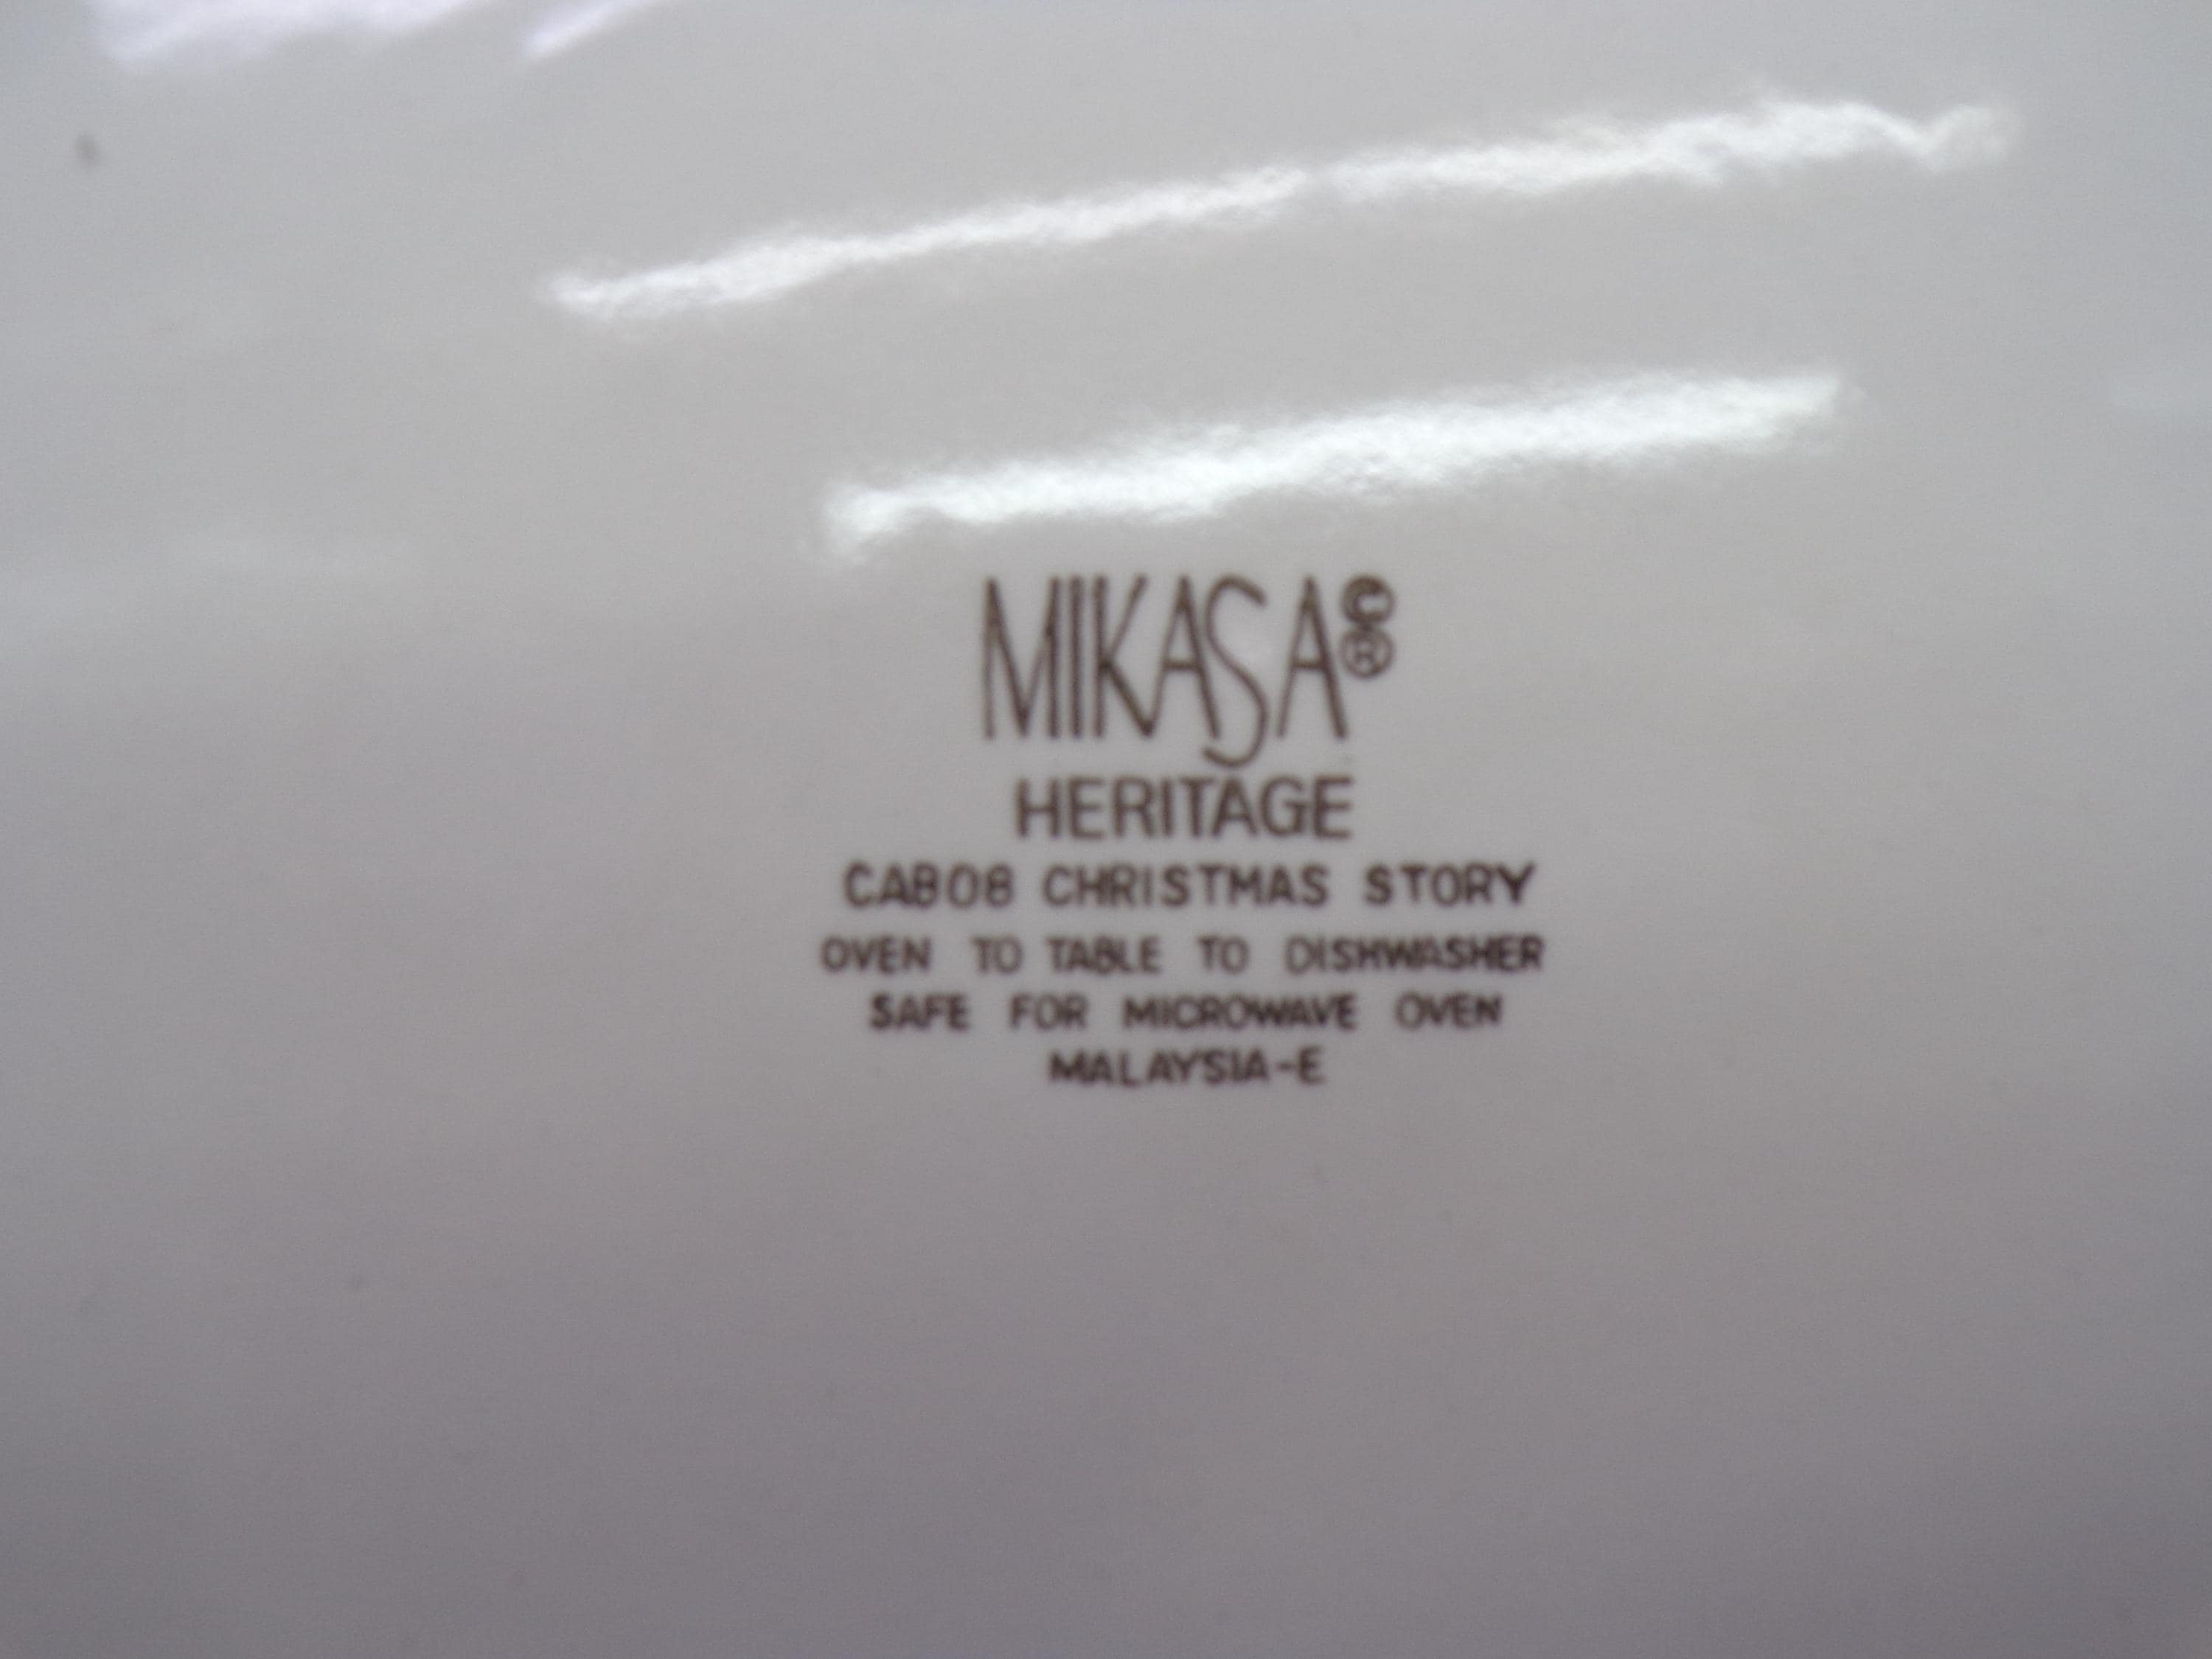 MIKASA©®
HERITAGE
CAB08 CHRISTMAS STORY
OVEN TO TABLE TO DISHWASHER
SAFE FOR MICROWAVE OVEN
MALAYSIA-E